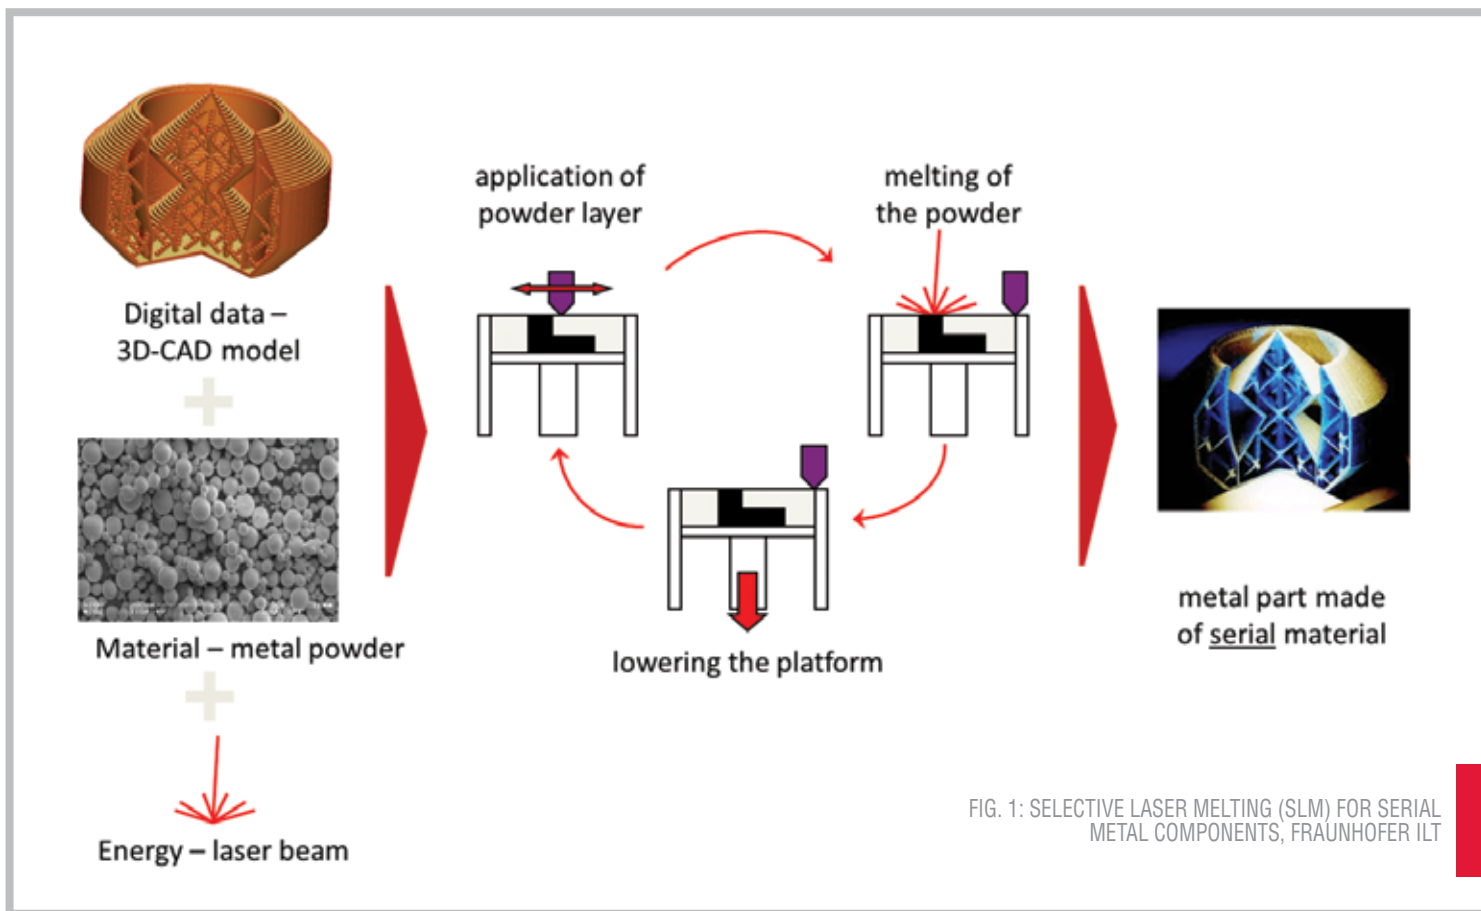 Digital data –
3D-CAD model
Material – metal powder
Energy – laser beam
application of
powder layer
melting of
the powder
lowering the platform
metal part made
of serial material
FIG. 1: SELECTIVE LASER MELTING (SLM) FOR SERIAL
METAL COMPONENTS, FRAUNHOFER ILT